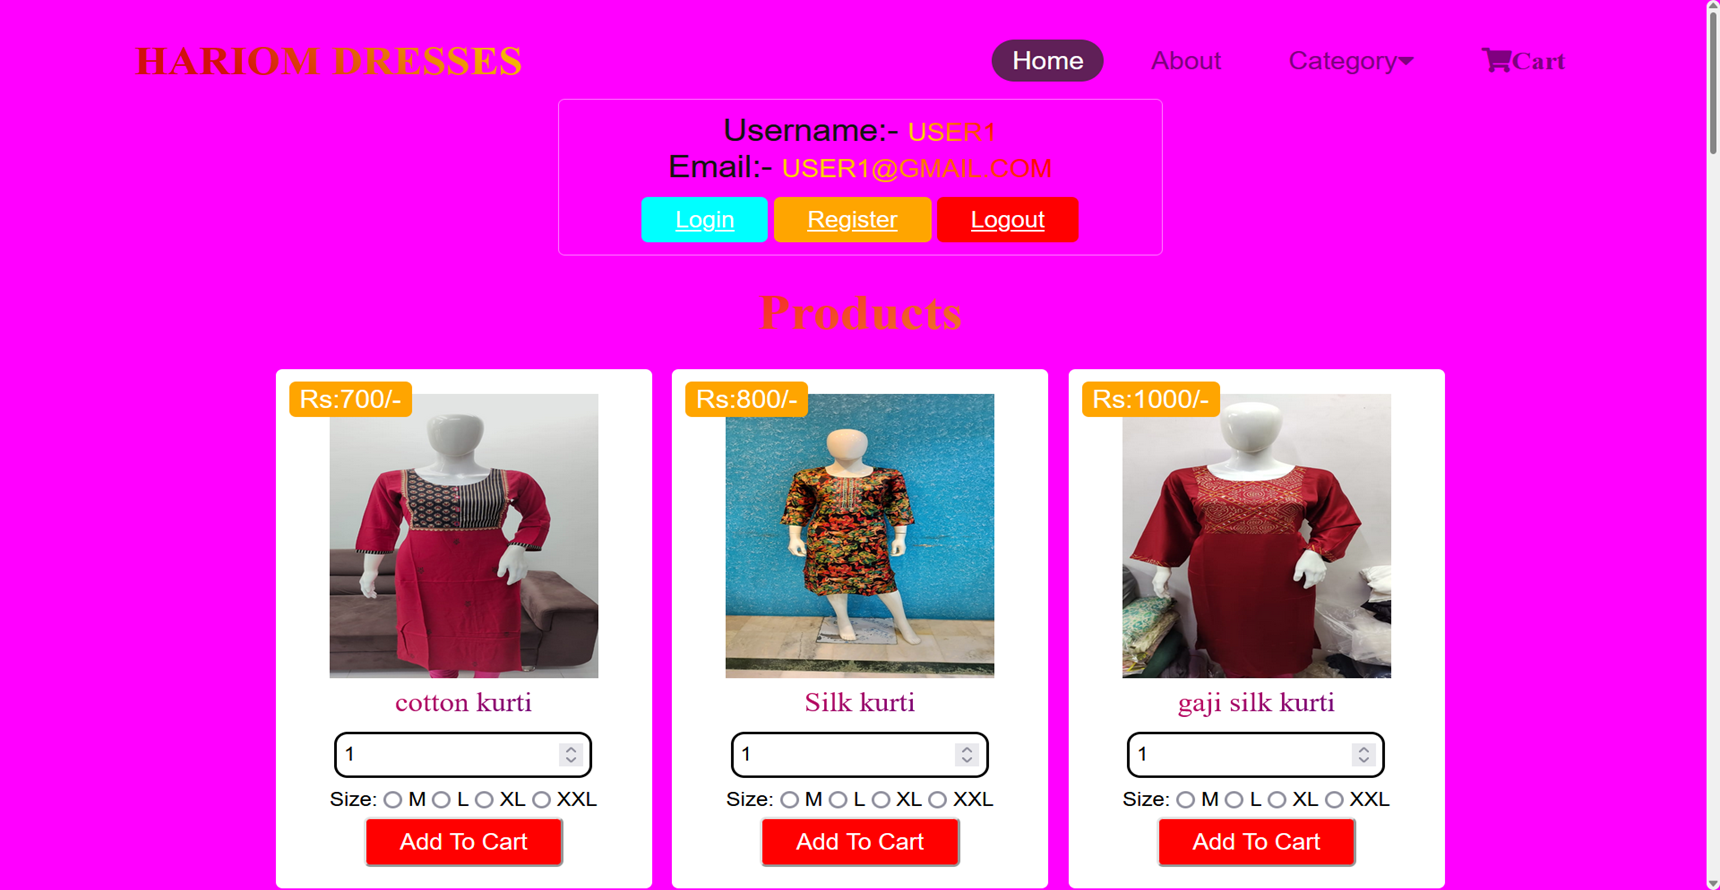 HARIOM DRESSES
Home About Category Cart
Username:- USER1
Email:- USER1@GMAIL.COM
Login Register Logout
Products
Rs:700/- Rs:800/- Rs:1000/-
cotton kurti Silk kurti gaji silk kurti
1 1 1
Size: M L XL XXL Size: M L XL XXL Size: M L XL XXL
Add To Cart Add To Cart Add To Cart